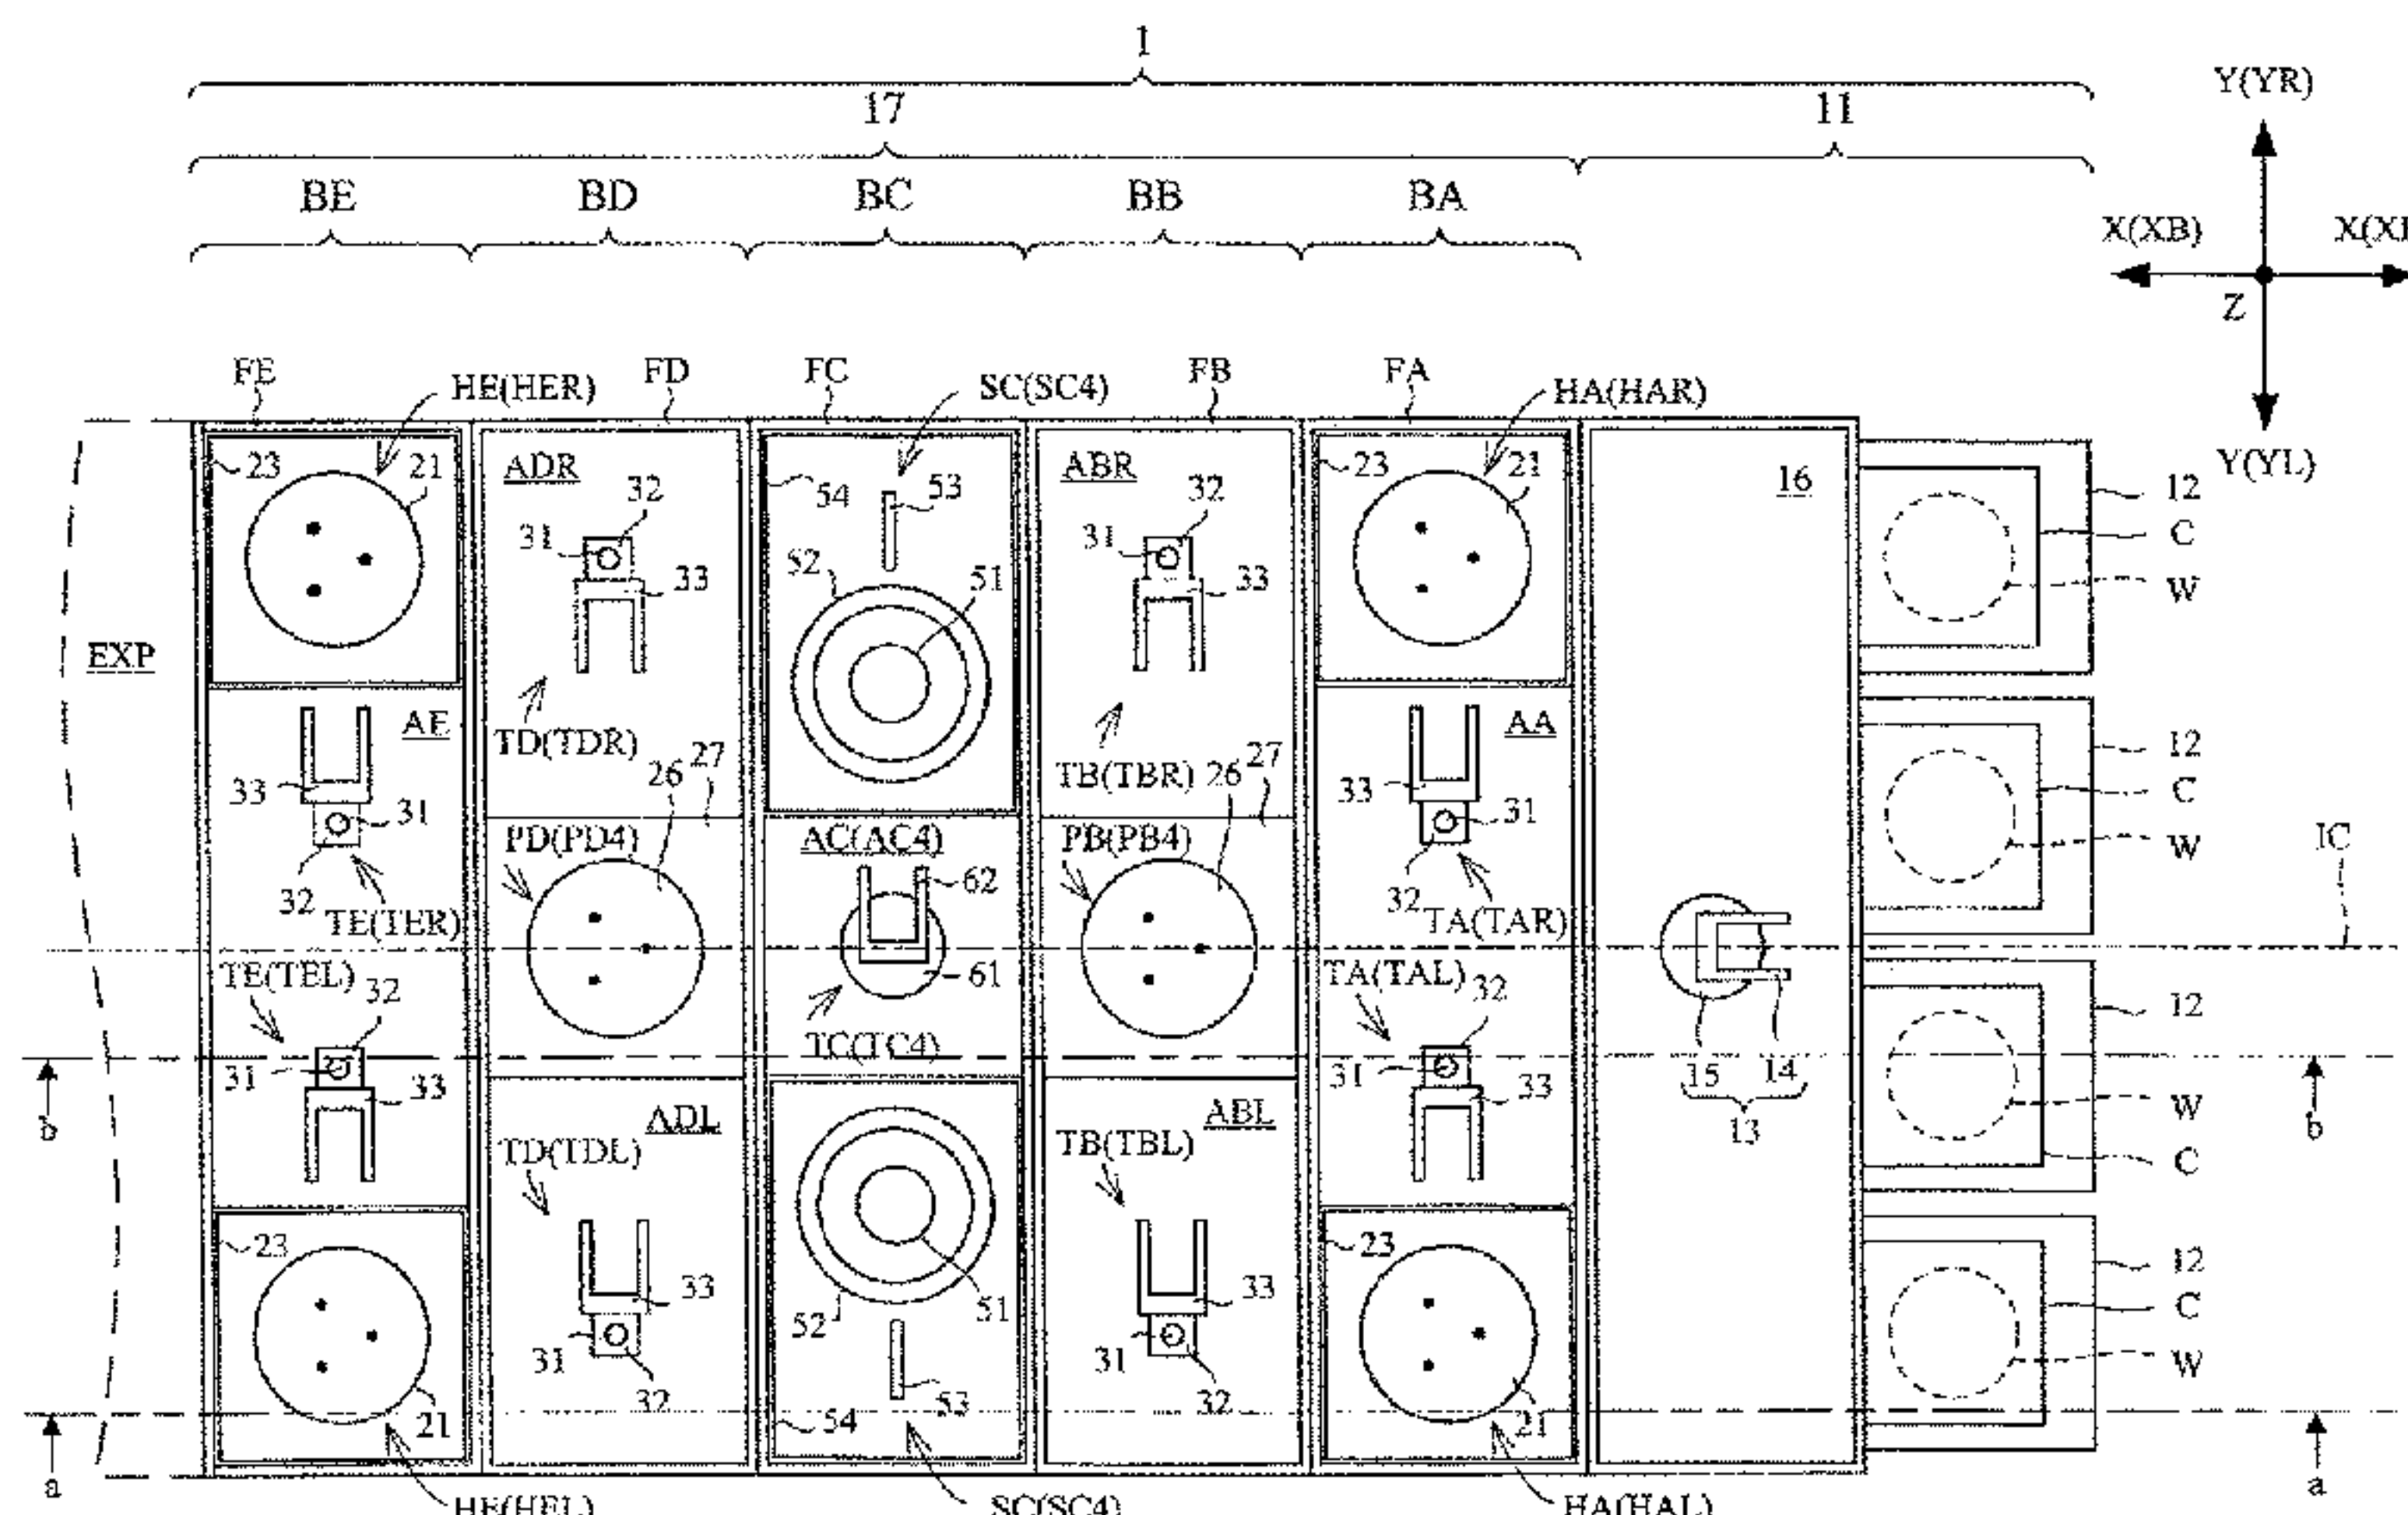 1
17 11
BE BD BC BB BA
Y(YR)
X(XB) X(XF
Z
Y(YL)
FE HE(HER) FD FC SC(SC4) FB FA HA(HAR)
23 21 ADR 32 54 53 ABR 32 23 21 16 12
31 33 52 51 31 33 C
W
EXP
AE TD(TDR) TB(TBR) AA 12
33 31 26 27 26 27 33 31 C
PD(PD4) AC(AC4) PB(PB4) W IC
32 TE(TER) 62 32 TA(TAR)
TE(TEL) 32 61 TA(TAL) 32 12
TC(TC4)
31 33 31 33 15 14
b ADL ABL 13 W b
TD(TDL) TB(TBL) C
23 33 51 33 23 12
52 C
31 32 53 31 32 W
21 54 21
a HE(HEL) SC(SC4) HA(HAL) a